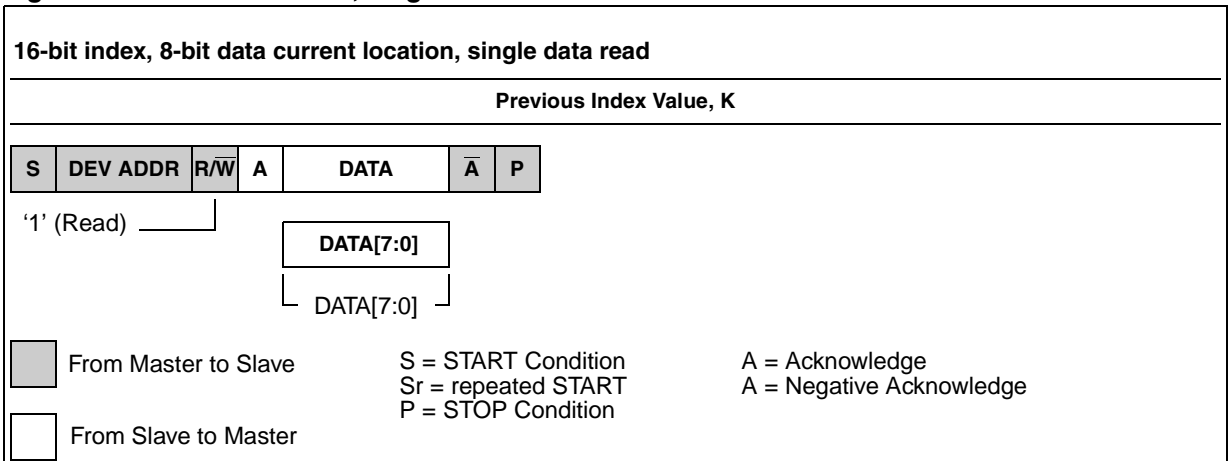 16-bit index, 8-bit data current location, single data read
Previous Index Value, K
S DEV ADDR R/W̅ A DATA A̅ P
‘1’ (Read)
DATA[7:0]
DATA[7:0]
From Master to Slave
From Slave to Master
S = START Condition
Sr = repeated START
P = STOP Condition
A = Acknowledge
A = Negative Acknowledge